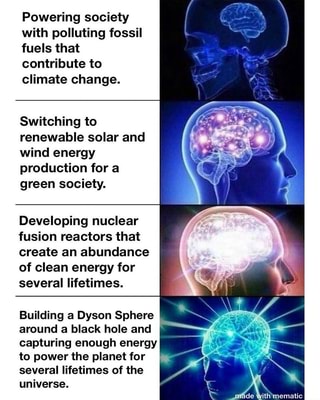 Powering society
with polluting fossil
fuels that
contribute to
climate change.
Switching to
renewable solar and
wind energy
production for a
green society.
Developing nuclear
fusion reactors that
create an abundance
of clean energy for
several lifetimes.
Building a Dyson Sphere
around a black hole and
capturing enough energy
to power the planet for
several lifetimes of the
universe.
made with mematic